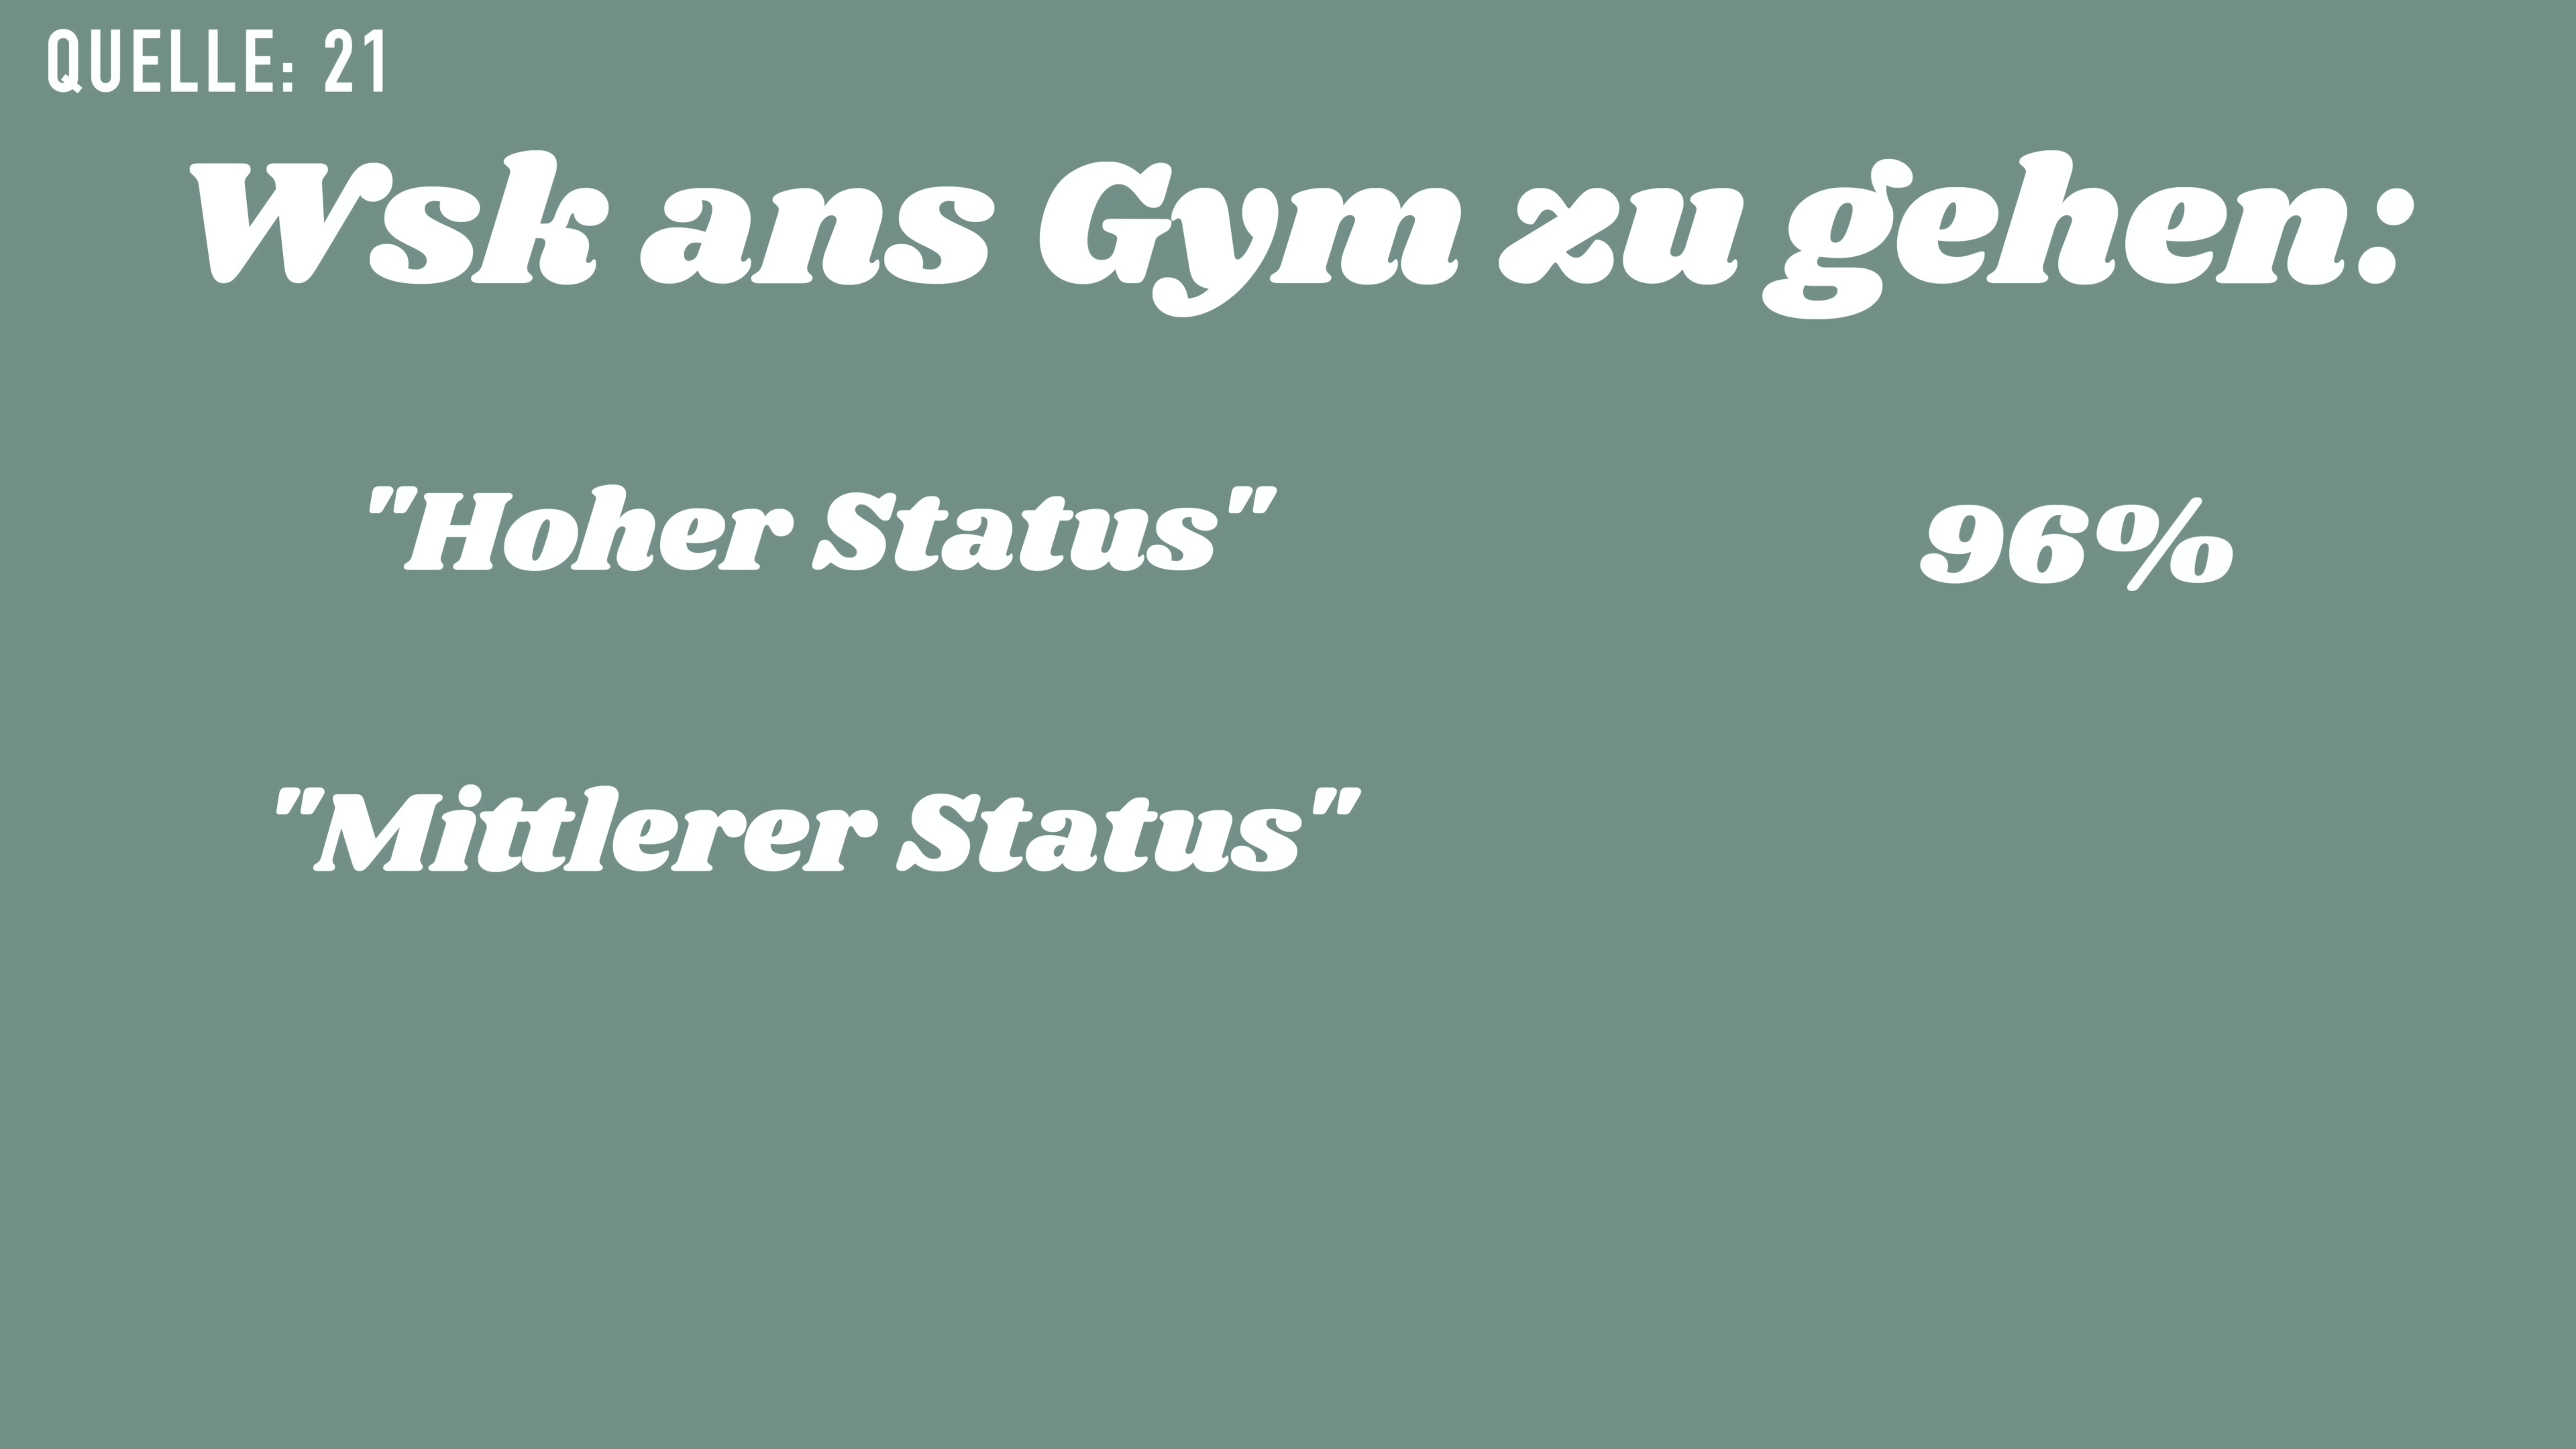 QUELLE: 21
Wsk ans Gym zu gehen:
"Hoher Status" 96%
"Mittlerer Status"